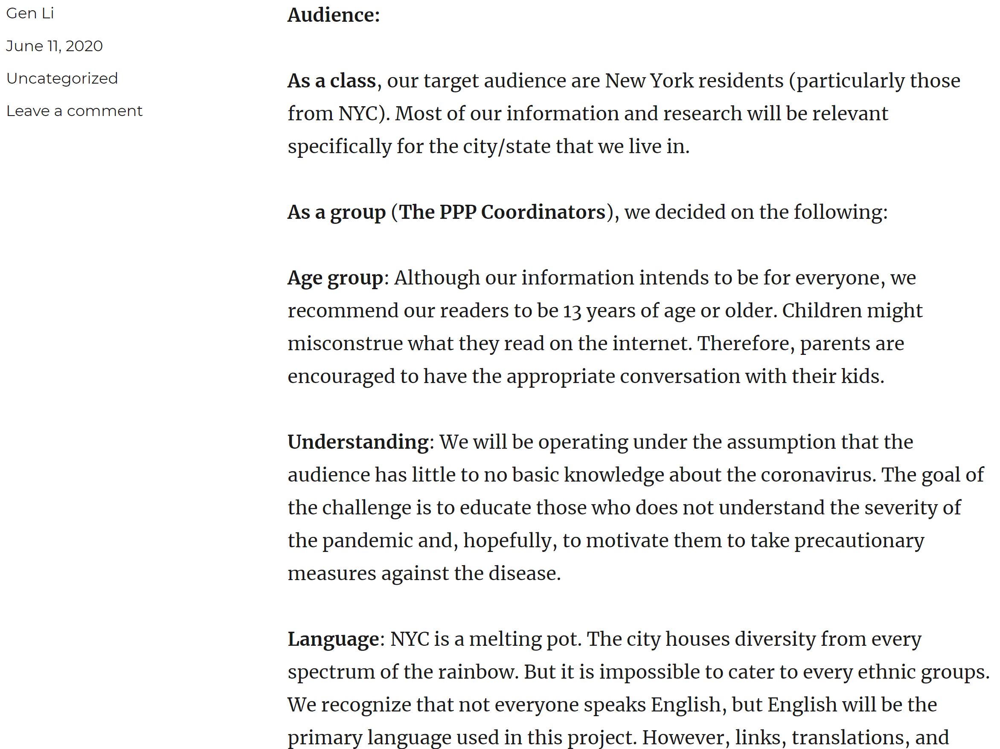 Gen Li
June 11, 2020
Uncategorized
Leave a comment
Audience:
As a class, our target audience are New York residents (particularly those
from NYC). Most of our information and research will be relevant
specifically for the city/state that we live in.
As a group (The PPP Coordinators), we decided on the following:
Age group: Although our information intends to be for everyone, we
recommend our readers to be 13 years of age or older. Children might
misconstrue what they read on the internet. Therefore, parents are
encouraged to have the appropriate conversation with their kids.
Understanding: We will be operating under the assumption that the
audience has little to no basic knowledge about the coronavirus. The goal of
the challenge is to educate those who does not understand the severity of
the pandemic and, hopefully, to motivate them to take precautionary
measures against the disease.
Language: NYC is a melting pot. The city houses diversity from every
spectrum of the rainbow. But it is impossible to cater to every ethnic groups.
We recognize that not everyone speaks English, but English will be the
primary language used in this project. However, links, translations, and